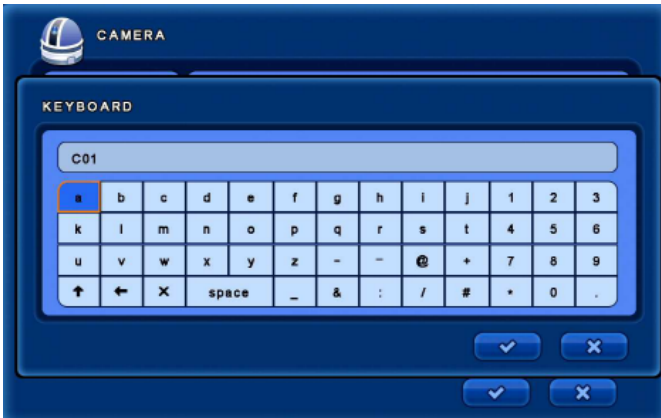 CAMERA
KEYBOARD
C01
a b c d e f g h i j 1 2 3
k l m n o p q r s t 4 5 6
u v w x y z - — @ + 7 8 9
↑ ← × space _ & : / # * 0 .